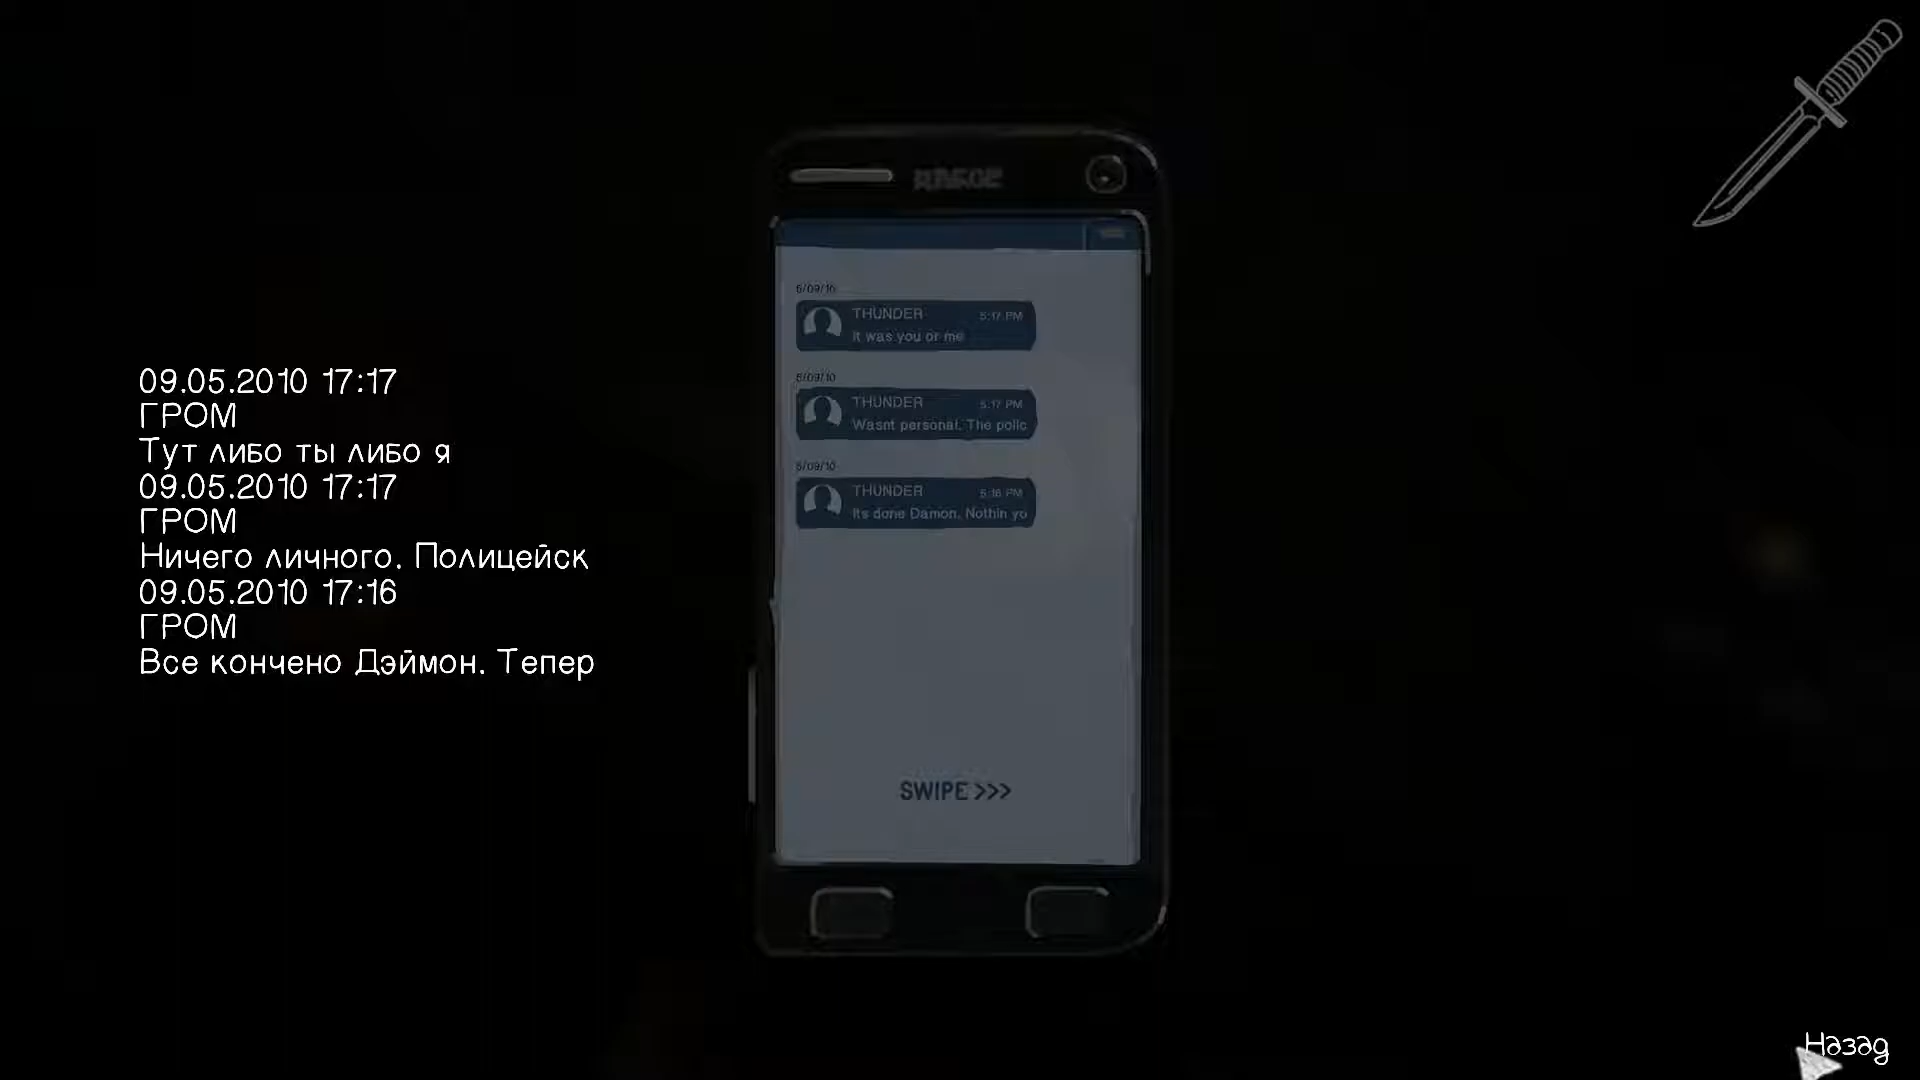 09.05.2010 17:17
ГРОМ
Тут либо ты либо я
09.05.2010 17:17
ГРОМ
Ничего личного. Полицейск
09.05.2010 17:16
ГРОМ
Все кончено Дэймон. Тепер
5/09/10
THUNDER 5:17 PM
It was you or me
5/09/10
THUNDER 5:17 PM
Wasnt personal. The polic
5/09/10
THUNDER 5:16 PM
Its done Damon. Nothin yo
SWIPE >>>
Назад